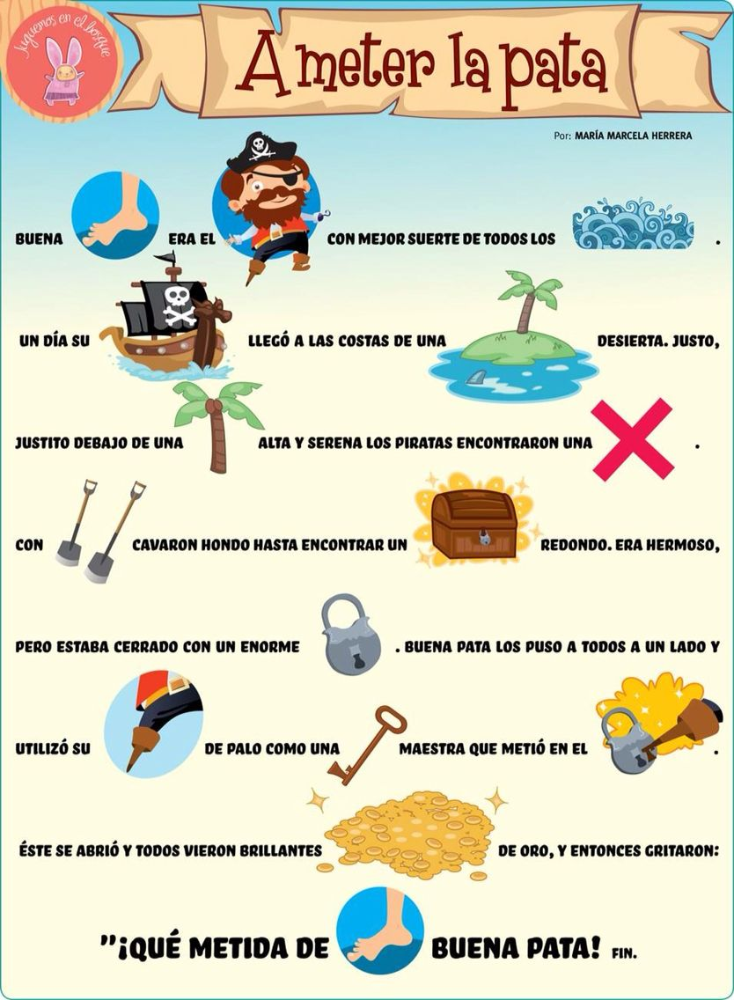 Juguemos en el bosque
A meter la pata
Por: MARÍA MARCELA HERRERA
BUENA ERA EL CON MEJOR SUERTE DE TODOS LOS .
UN DÍA SU LLEGÓ A LAS COSTAS DE UNA DESIERTA. JUSTO,
JUSTITO DEBAJO DE UNA ALTA Y SERENA LOS PIRATAS ENCONTRARON UNA .
CON CAVARON HONDO HASTA ENCONTRAR UN REDONDO. ERA HERMOSO,
PERO ESTABA CERRADO CON UN ENORME . BUENA PATA LOS PUSO A TODOS A UN LADO Y
UTILIZÓ SU DE PALO COMO UNA MAESTRA QUE METIÓ EN EL .
ÉSTE SE ABRIÓ Y TODOS VIERON BRILLANTES DE ORO, Y ENTONCES GRITARON:
"¡QUÉ METIDA DE BUENA PATA! FIN.